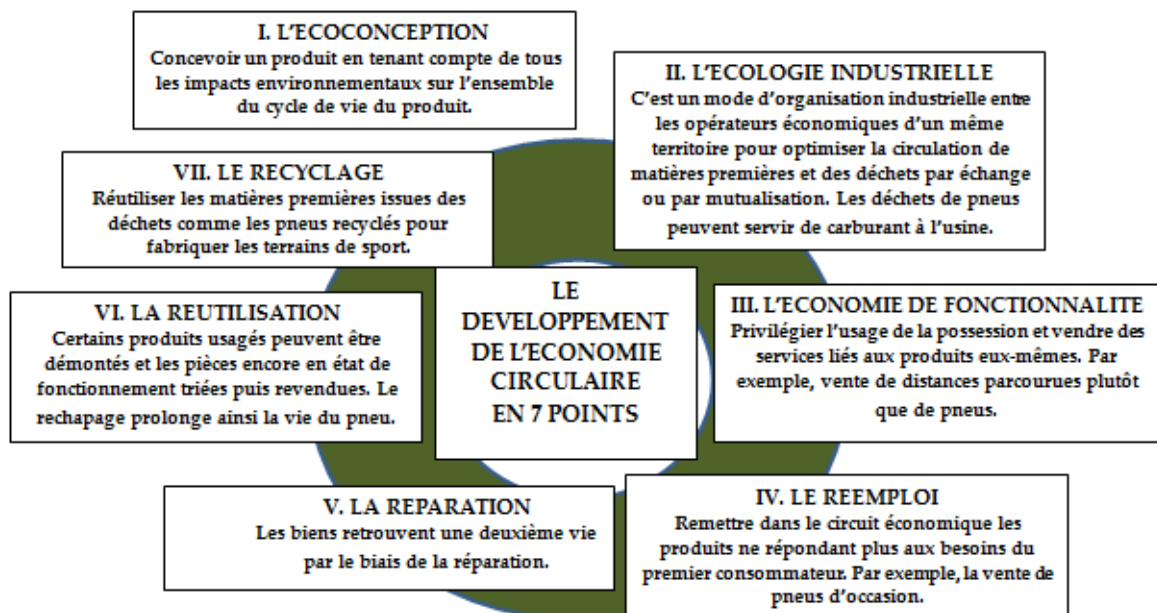 I. L'ECOCONCEPTION
Concevoir un produit en tenant compte de tous
les impacts environnementaux sur l'ensemble
du cycle de vie du produit.
II. L'ECOLOGIE INDUSTRIELLE
C'est un mode d'organisation industrielle entre
les opérateurs économiques d'un même
territoire pour optimiser la circulation de
matières premières et des déchets par échange
ou par mutualisation. Les déchets de pneus
peuvent servir de carburant à l'usine.
VII. LE RECYCLAGE
Réutiliser les matières premières issues des
déchets comme les pneus recyclés pour
fabriquer les terrains de sport.
LE
DEVELOPPEMENT
DE L'ECONOMIE
CIRCULAIRE
EN 7 POINTS
III. L'ECONOMIE DE FONCTIONNALITE
Privilégier l'usage de la possession et vendre des
services liés aux produits eux-mêmes. Par
exemple, vente de distances parcourues plutôt
que de pneus.
VI. LA REUTILISATION
Certains produits usagés peuvent être
démontés et les pièces encore en état de
fonctionnement triées puis revendues. Le
rechapage prolonge ainsi la vie du pneu.
V. LA REPARATION
Les biens retrouvent une deuxième vie
par le biais de la réparation.
IV. LE REEMPLOI
Remettre dans le circuit économique les
produits ne répondant plus aux besoins du
premier consommateur. Par exemple, la vente de
pneus d'occasion.